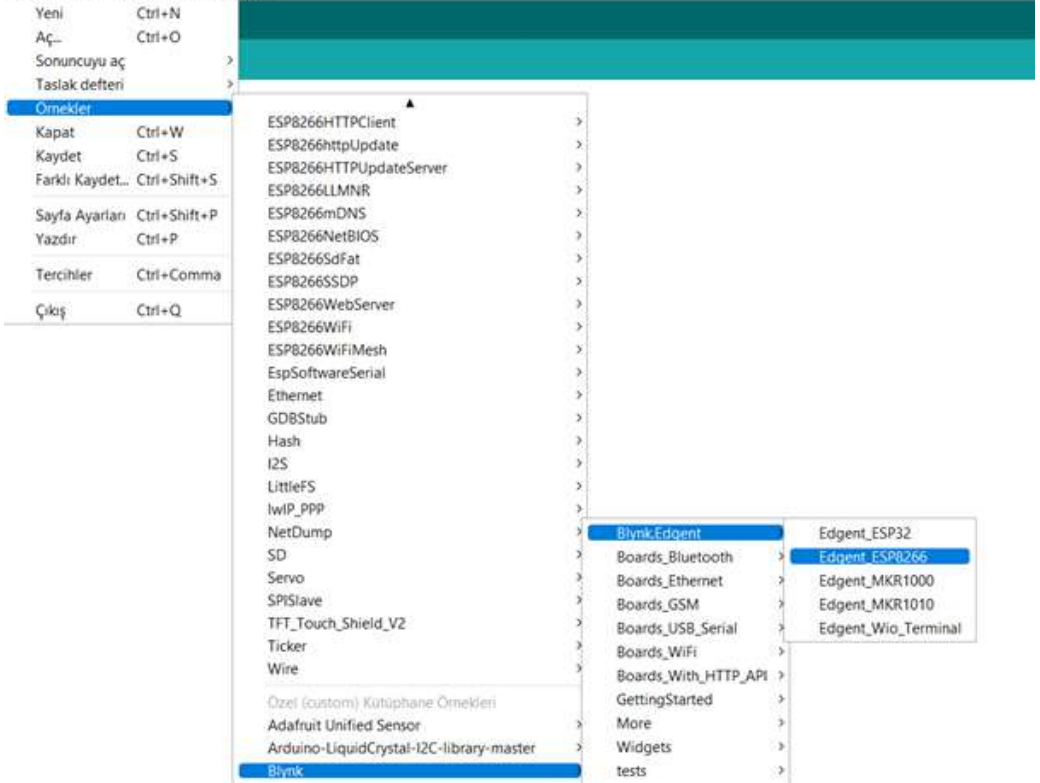 Yeni Ctrl+N
Aç... Ctrl+O
Sonuncuyu aç
Taslak defteri
Örnekler
Kapat Ctrl+W
Kaydet Ctrl+S
Farklı Kaydet... Ctrl+Shift+S
Sayfa Ayarları Ctrl+Shift+P
Yazdır Ctrl+P
Tercihler Ctrl+Comma
Çıkış Ctrl+Q
ESP8266HTTPClient
ESP8266httpUpdate
ESP8266HTTPUpdateServer
ESP8266LLMNR
ESP8266mDNS
ESP8266NetBIOS
ESP8266SdFat
ESP8266SSDP
ESP8266WebServer
ESP8266WiFi
ESP8266WiFiMesh
EspSoftwareSerial
Ethernet
GDBStub
Hash
I2S
LittleFS
lwIP_PPP
NetDump
SD
Servo
SPISlave
TFT_Touch_Shield_V2
Ticker
Wire
Özel (custom) Kütüphane Örnekleri
Adafruit Unified Sensor
Arduino-LiquidCrystal-I2C-library-master
Blynk
Blynk.Edgent
Boards_Bluetooth
Boards_Ethernet
Boards_GSM
Boards_USB_Serial
Boards_WiFi
Boards_With_HTTP_API
GettingStarted
More
Widgets
tests
Edgent_ESP32
Edgent_ESP8266
Edgent_MKR1000
Edgent_MKR1010
Edgent_Wio_Terminal